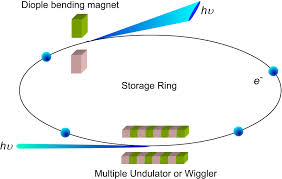 Diople bending magnet
hυ
Storage Ring
e⁻
hυ
Multiple Undulator or Wiggler